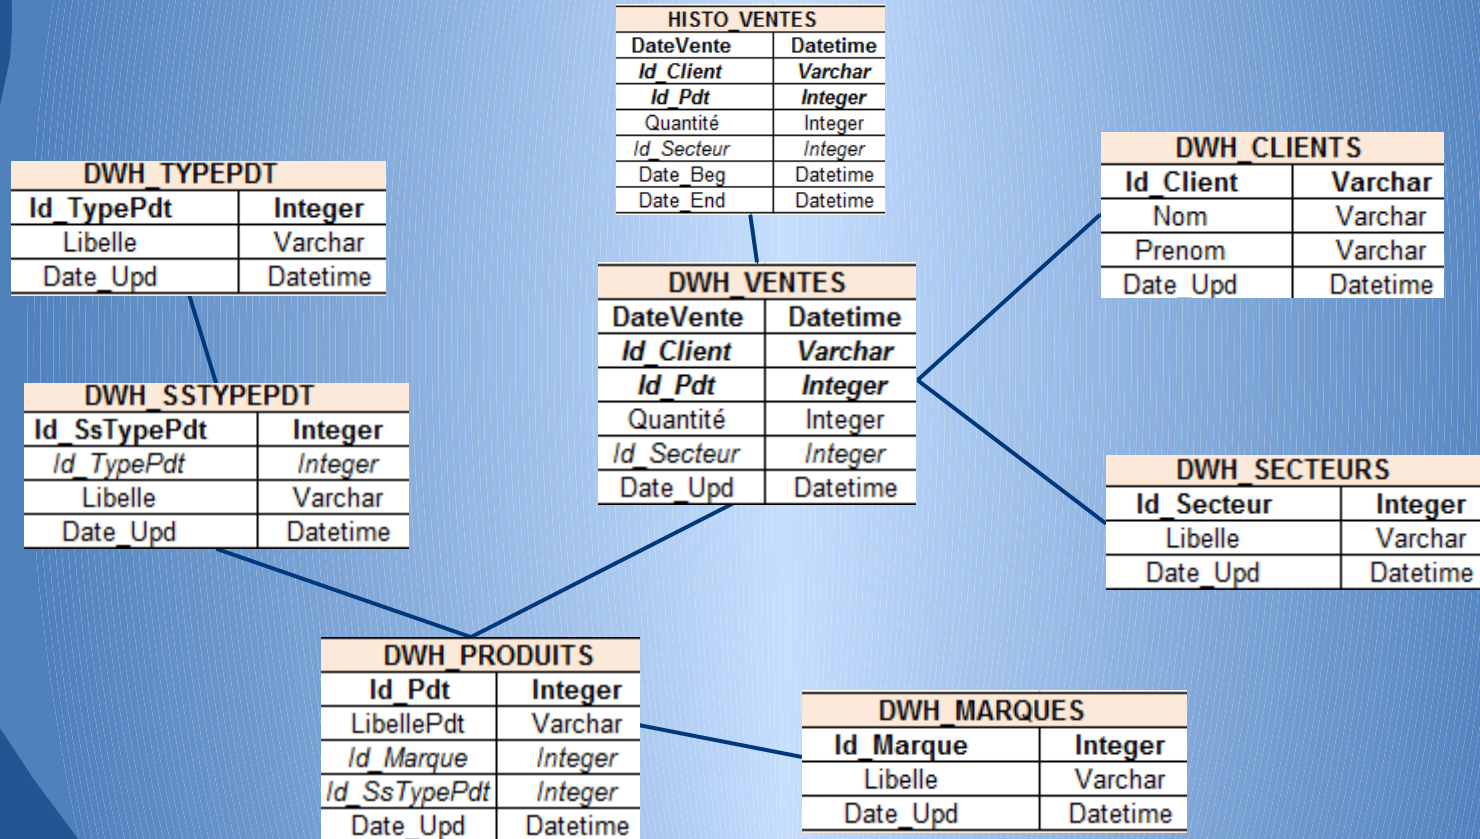 HISTO_VENTES
DateVente Datetime
Id_Client Varchar
Id_Pdt Integer
Quantité Integer
Id_Secteur Integer
Date_Beg Datetime
Date_End Datetime
DWH_TYPEPDT
Id_TypePdt Integer
Libelle Varchar
Date_Upd Datetime
DWH_CLIENTS
Id_Client Varchar
Nom Varchar
Prenom Varchar
Date_Upd Datetime
DWH_VENTES
DateVente Datetime
Id_Client Varchar
Id_Pdt Integer
Quantité Integer
Id_Secteur Integer
Date_Upd Datetime
DWH_SSTYPEPDT
Id_SsTypePdt Integer
Id_TypePdt Integer
Libelle Varchar
Date_Upd Datetime
DWH_SECTEURS
Id_Secteur Integer
Libelle Varchar
Date_Upd Datetime
DWH_PRODUITS
Id_Pdt Integer
LibellePdt Varchar
Id_Marque Integer
Id_SsTypePdt Integer
Date_Upd Datetime
DWH_MARQUES
Id_Marque Integer
Libelle Varchar
Date_Upd Datetime